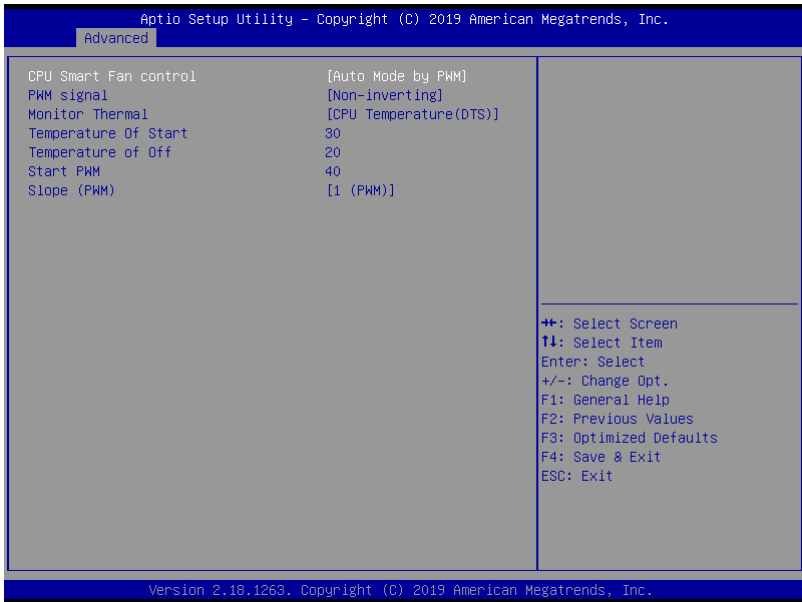 Aptio Setup Utility – Copyright (C) 2019 American Megatrends, Inc.
Advanced
CPU Smart Fan control [Auto Mode by PWM]
PWM signal [Non-inverting]
Monitor Thermal [CPU Temperature(DTS)]
Temperature Of Start 30
Temperature of Off 20
Start PWM 40
Slope (PWM) [1 (PWM)]
→←: Select Screen
↑↓: Select Item
Enter: Select
+/-: Change Opt.
F1: General Help
F2: Previous Values
F3: Optimized Defaults
F4: Save & Exit
ESC: Exit
Version 2.18.1263. Copyright (C) 2019 American Megatrends, Inc.